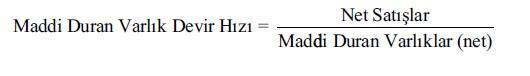 Maddi Duran Varlık Devir Hızı = Net Satışlar
Maddi Duran Varlıklar (net)